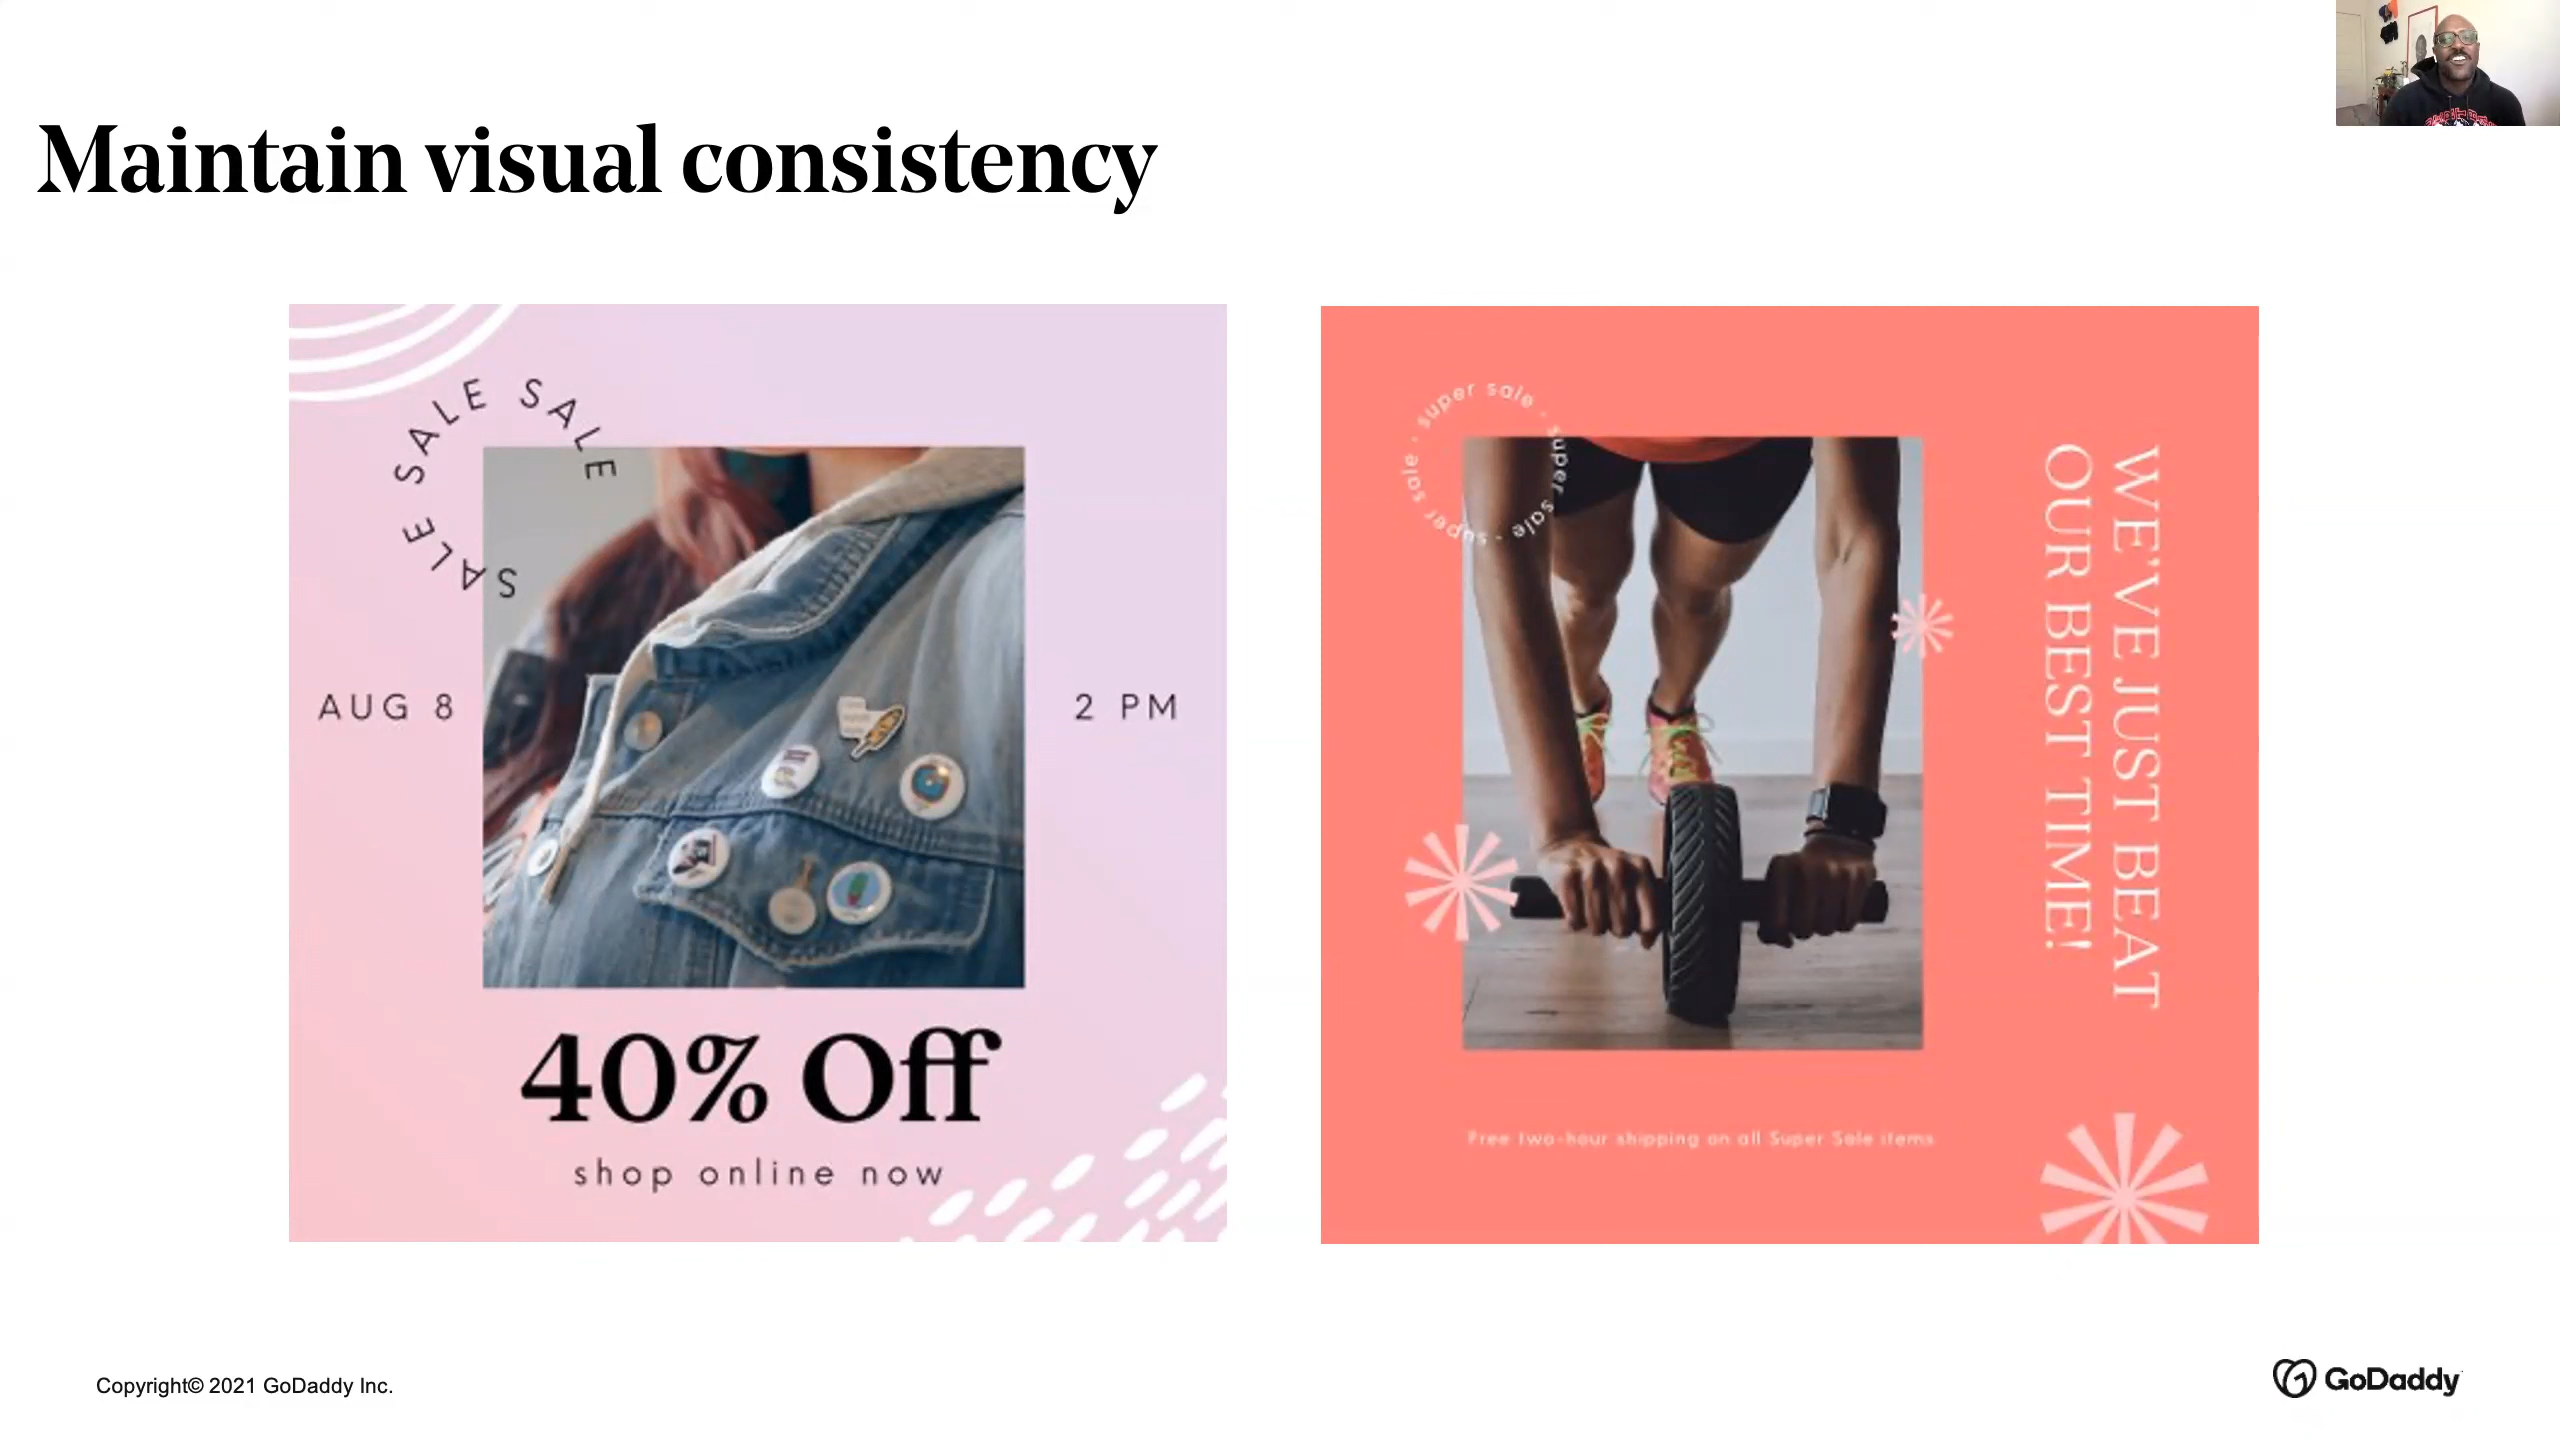 Maintain visual consistency
SALE SALE SALE SALE
AUG 8
2 PM
40% Off
shop online now
super sale · super sale · super sale ·
WE'VE JUST BEAT
OUR BEST TIME!
Free two-hour shipping on all Super Sale items
Copyright© 2021 GoDaddy Inc.
GoDaddy